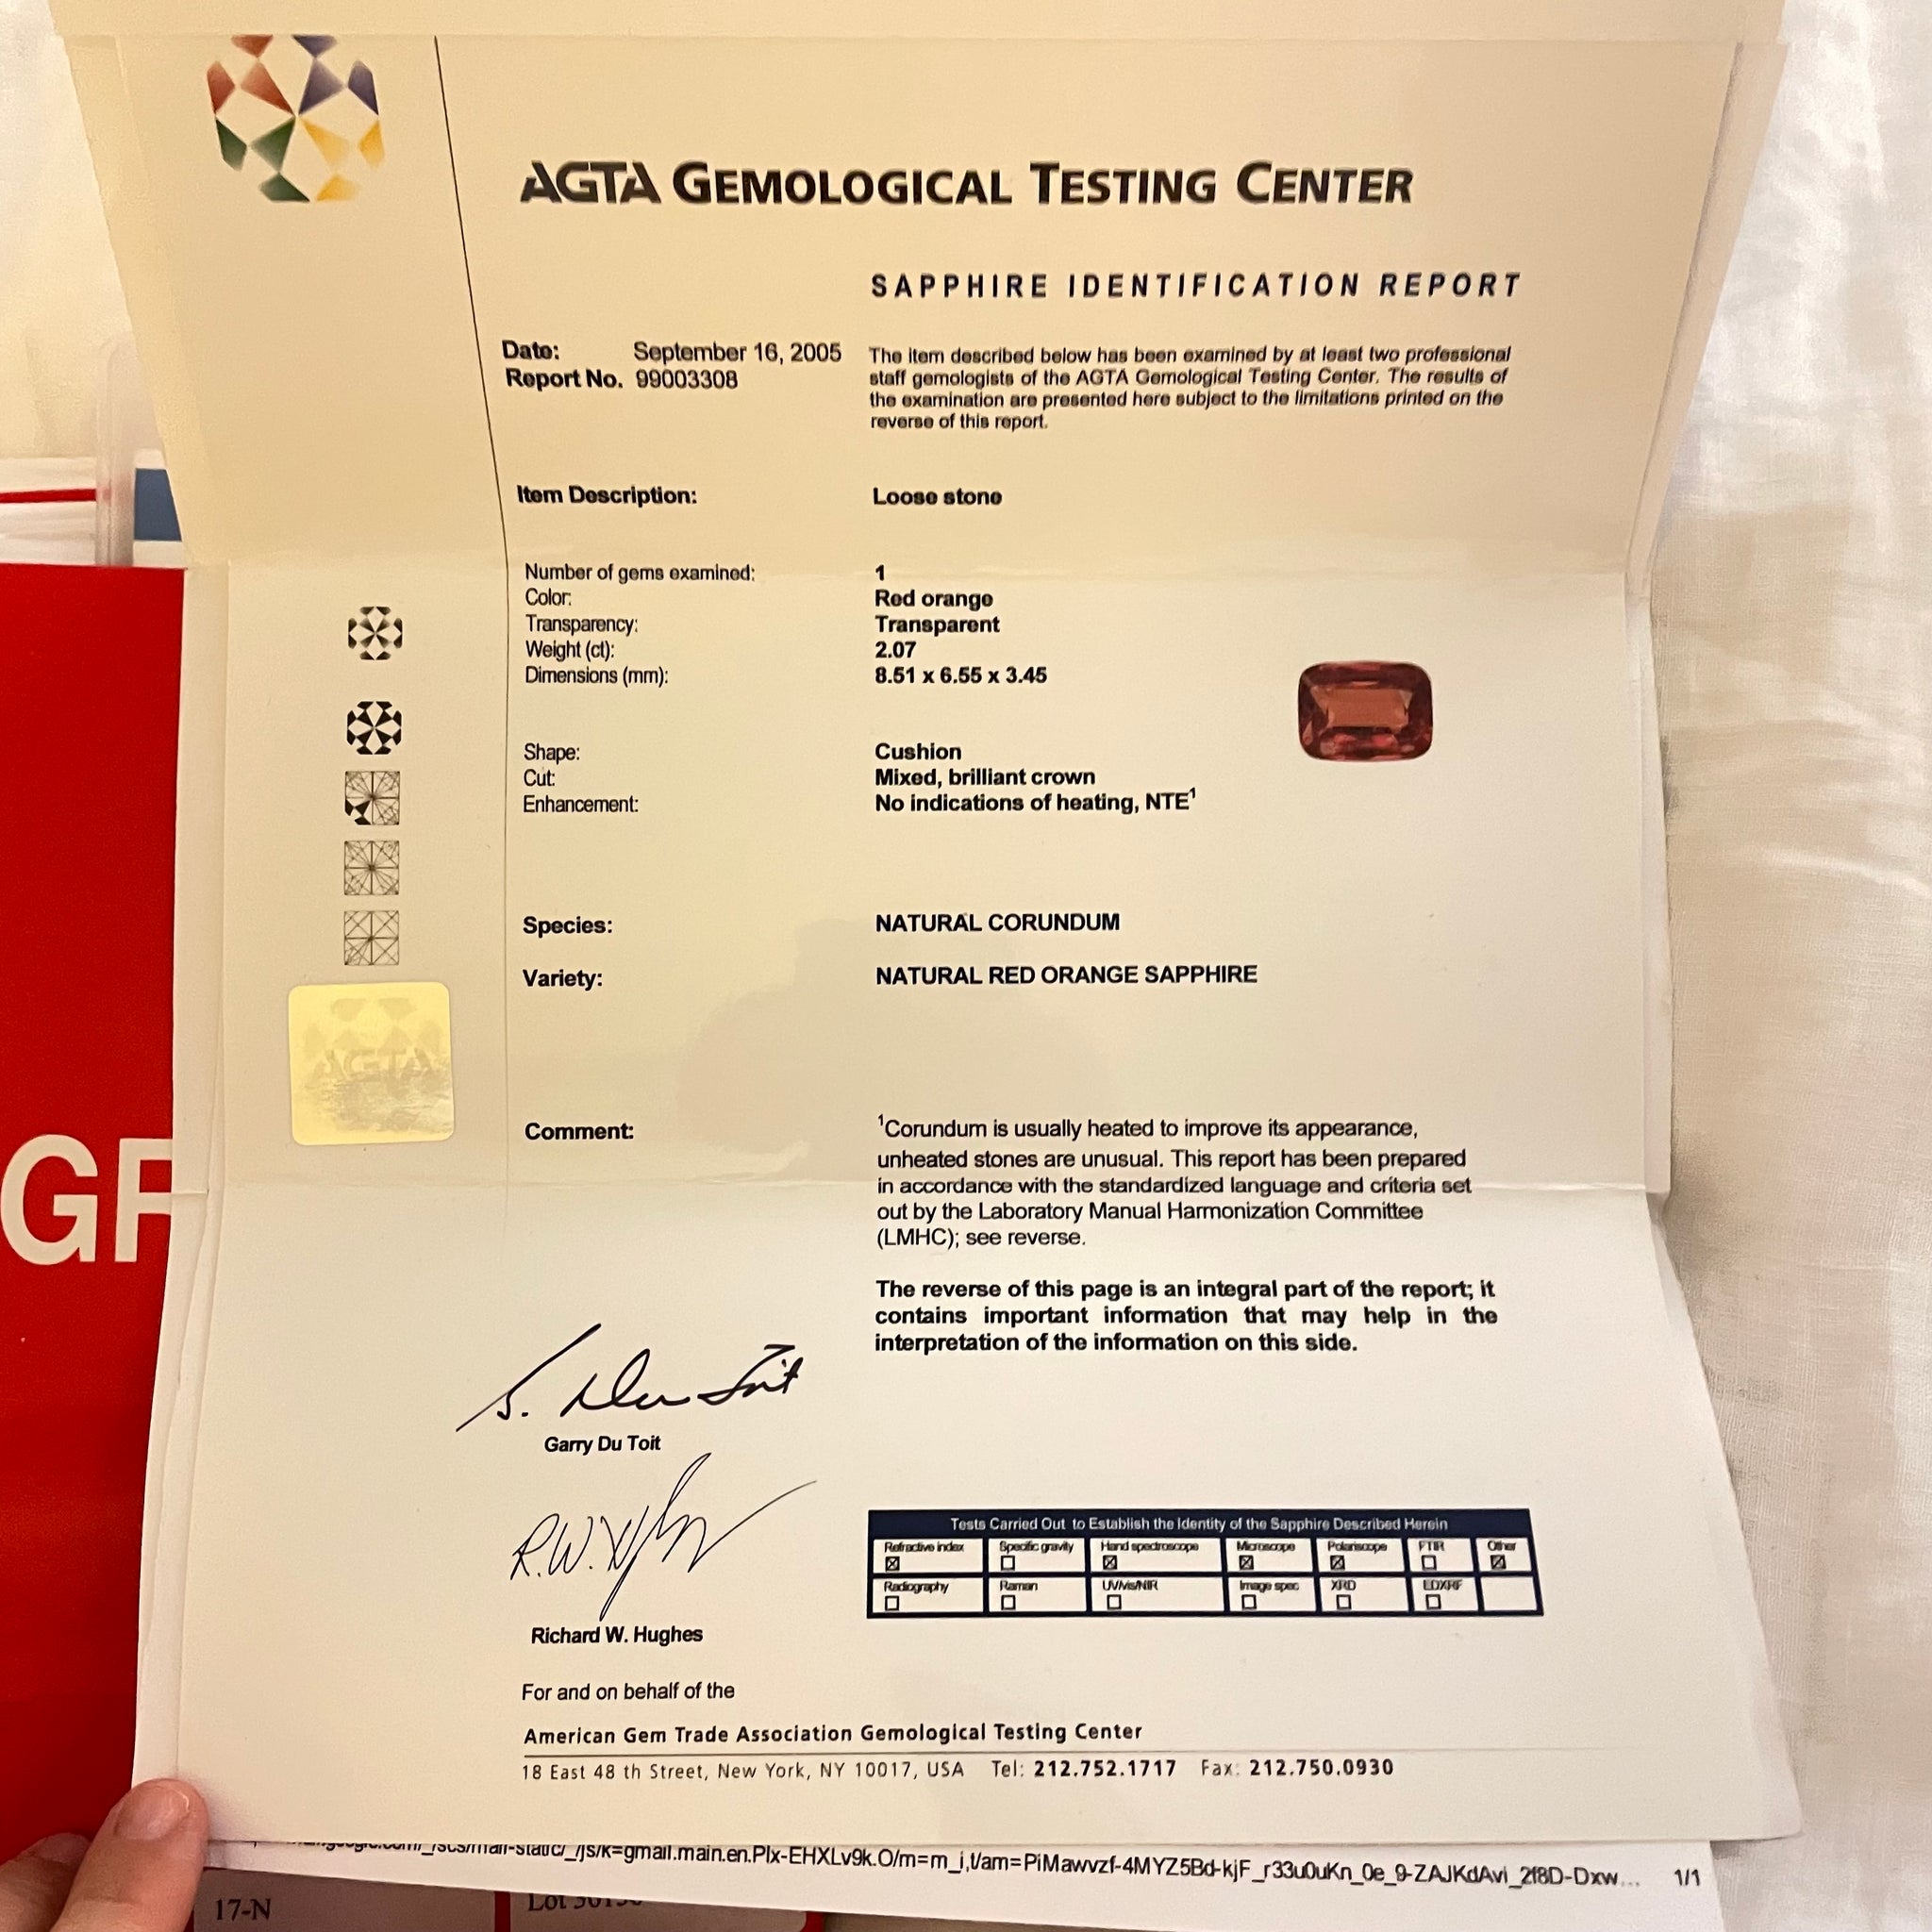 AGTA GEMOLOGICAL TESTING CENTER
SAPPHIRE IDENTIFICATION REPORT
Date: September 16, 2005
Report No. 99003308
The item described below has been examined by at least two professional
staff gemologists of the AGTA Gemological Testing Center. The results of
the examination are presented here subject to the limitations printed on the
reverse of this report.
Item Description: Loose stone
Number of gems examined: 1
Color: Red orange
Transparency: Transparent
Weight (ct): 2.07
Dimensions (mm): 8.51 x 6.55 x 3.45
Shape: Cushion
Cut: Mixed, brilliant crown
Enhancement: No indications of heating, NTE¹
Species: NATURAL CORUNDUM
Variety: NATURAL RED ORANGE SAPPHIRE
AGTA
Comment: ¹Corundum is usually heated to improve its appearance,
unheated stones are unusual. This report has been prepared
in accordance with the standardized language and criteria set
out by the Laboratory Manual Harmonization Committee
(LMHC); see reverse.
The reverse of this page is an integral part of the report; it
contains important information that may help in the
interpretation of the information on this side.
Garry Du Toit
R.W. Hughes
Richard W. Hughes
Tests Carried Out to Establish the Identity of the Sapphire Described Herein
Refractive index Specific gravity Hand spectroscope Microscope Polariscope FTIR Other
Radiography Raman UV/Vis/NIR Image spec XRD EDXRF
For and on behalf of the
American Gem Trade Association Gemological Testing Center
18 East 48 th Street, New York, NY 10017, USA Tel: 212.752.1717 Fax: 212.750.0930
1/1
17-N
Lot